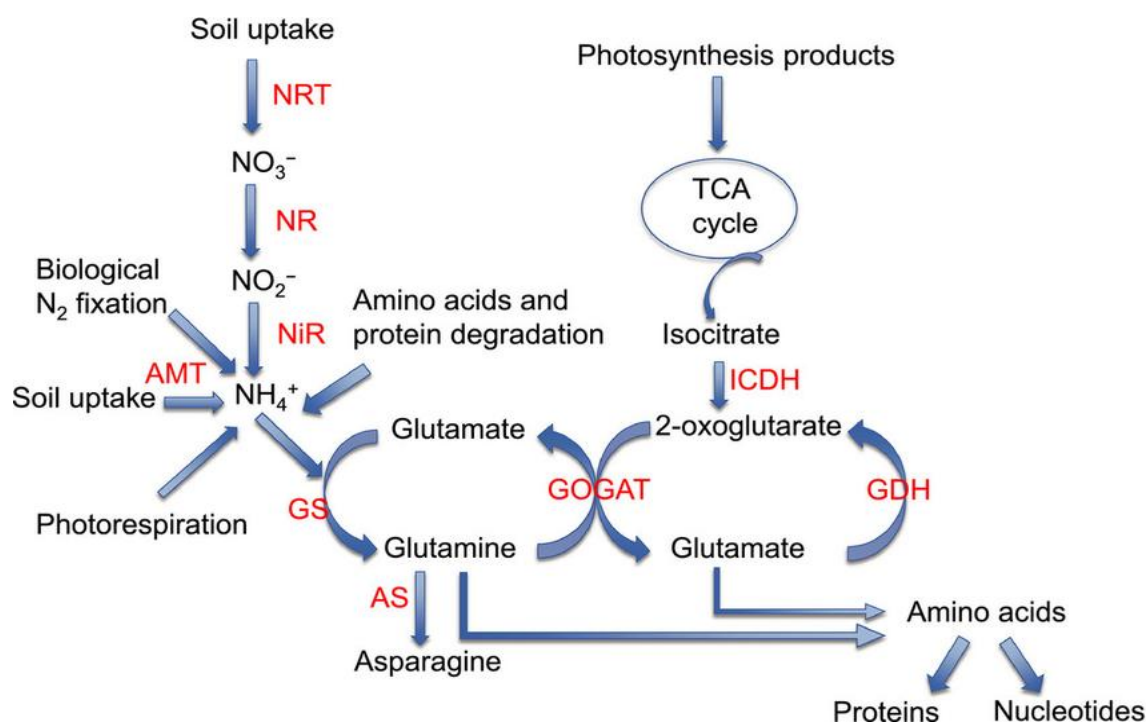 Soil uptake
NRT
NO₃⁻
NR
NO₂⁻
NiR
Biological
N₂ fixation
Amino acids and
protein degradation
AMT
Soil uptake
NH₄⁺
Photorespiration
GS
Glutamate
Glutamine
AS
Asparagine
GOGAT
Photosynthesis products
TCA
cycle
Isocitrate
ICDH
2-oxoglutarate
GDH
Glutamate
Amino acids
Proteins
Nucleotides